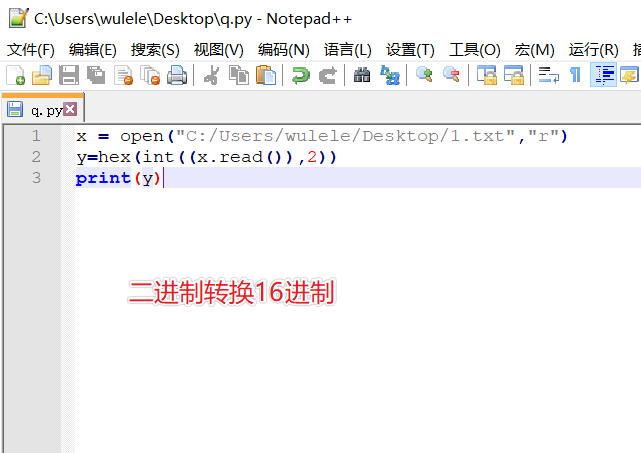 C:\Users\wulele\Desktop\q.py - Notepad++
文件(F) 编辑(E) 搜索(S) 视图(V) 编码(N) 语言(L) 设置(T) 工具(O) 宏(M) 运行(R)
q.py
1 x = open("C:/Users/wulele/Desktop/1.txt","r")
2 y=hex(int((x.read()),2))
3 print(y)
二进制转换16进制